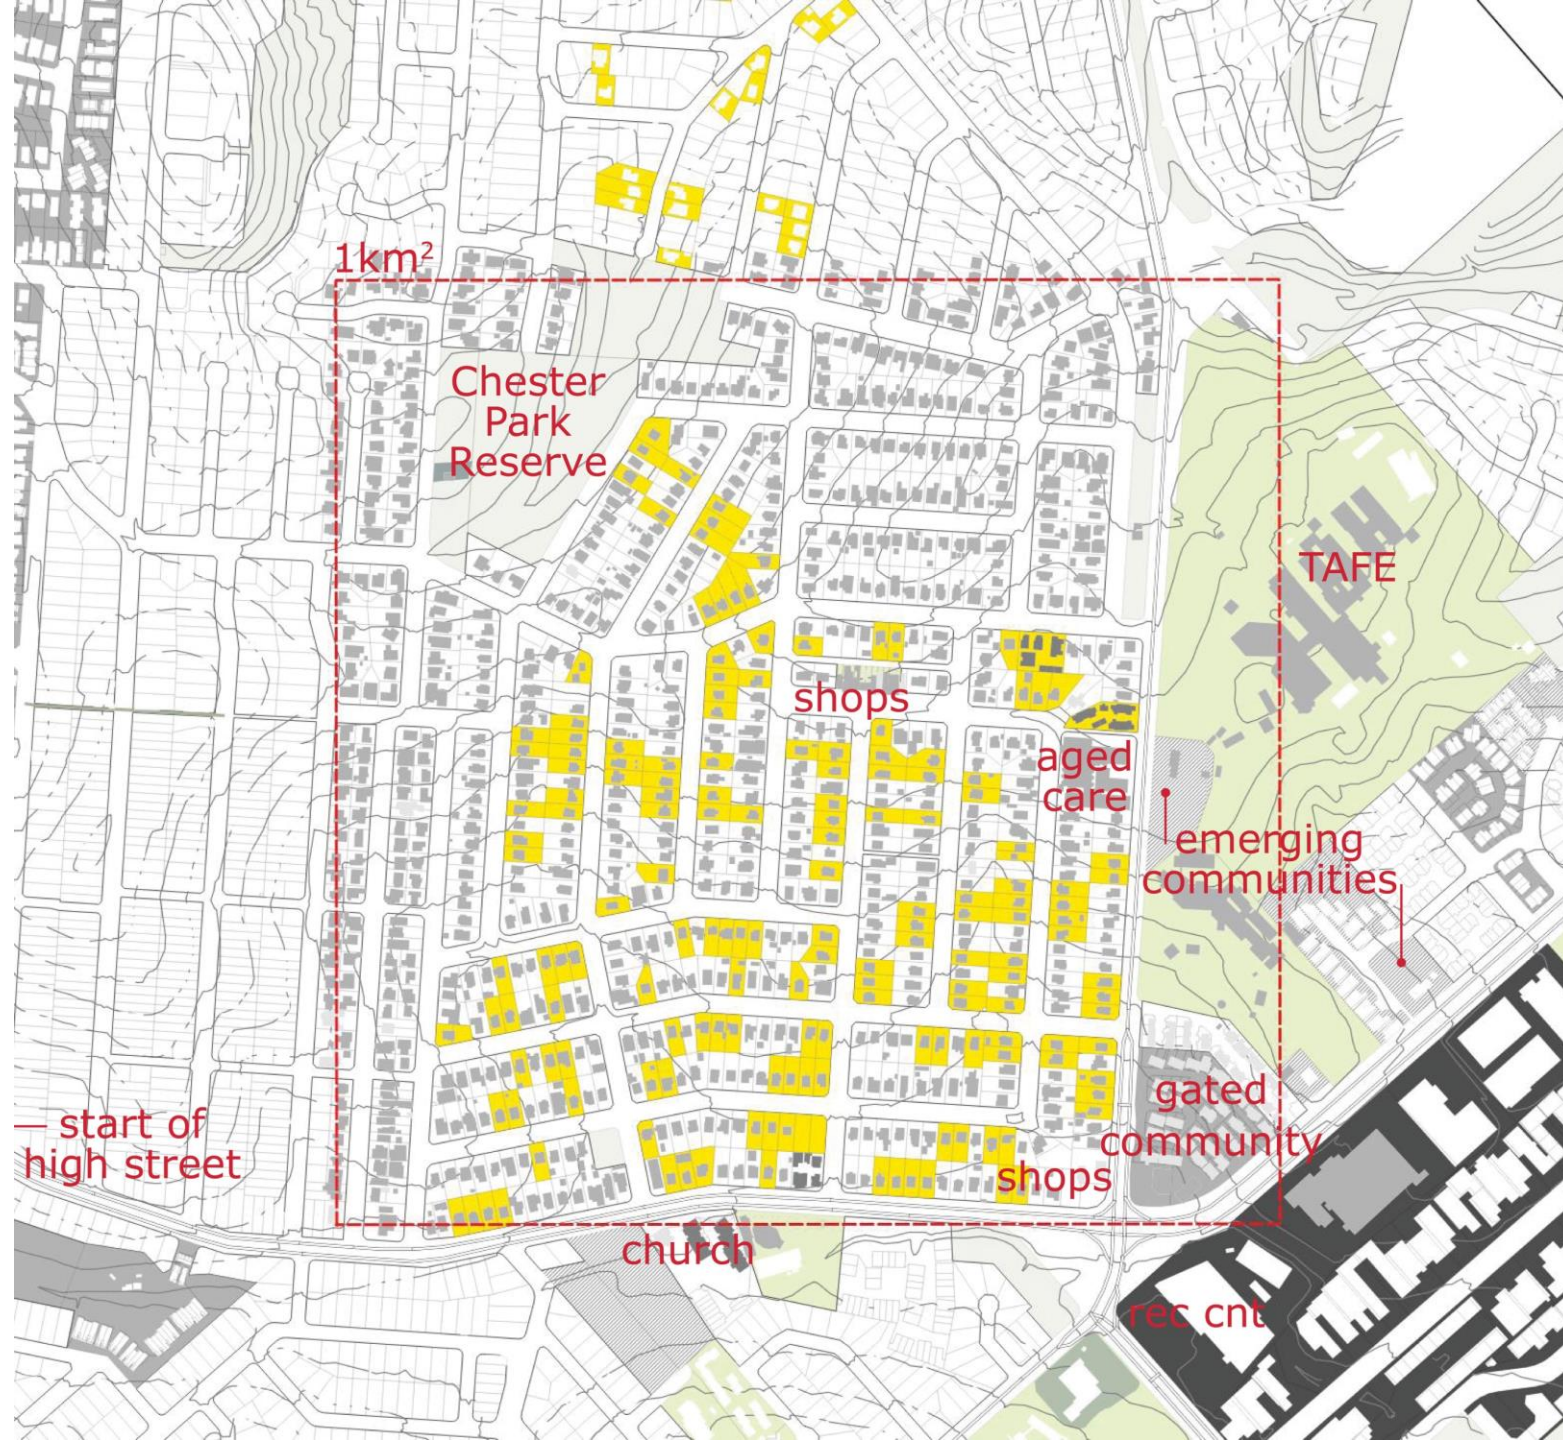 1km²
Chester
Park
Reserve
TAFE
shops
aged
care
emerging
communities
start of
high street
gated
community
shops
church
rec cnt